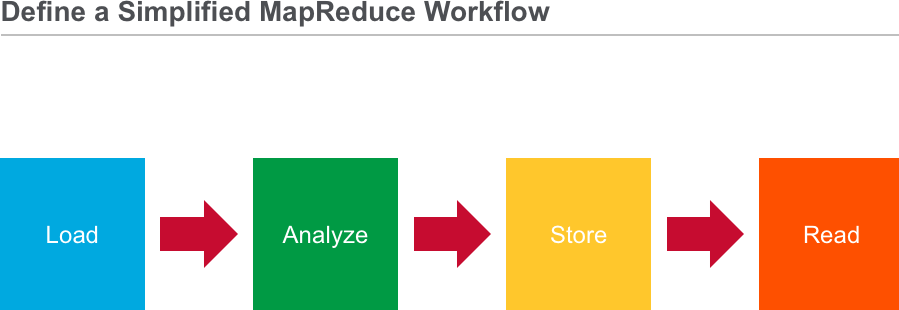 Define a Simplified MapReduce Workflow
Load
Analyze
Store
Read